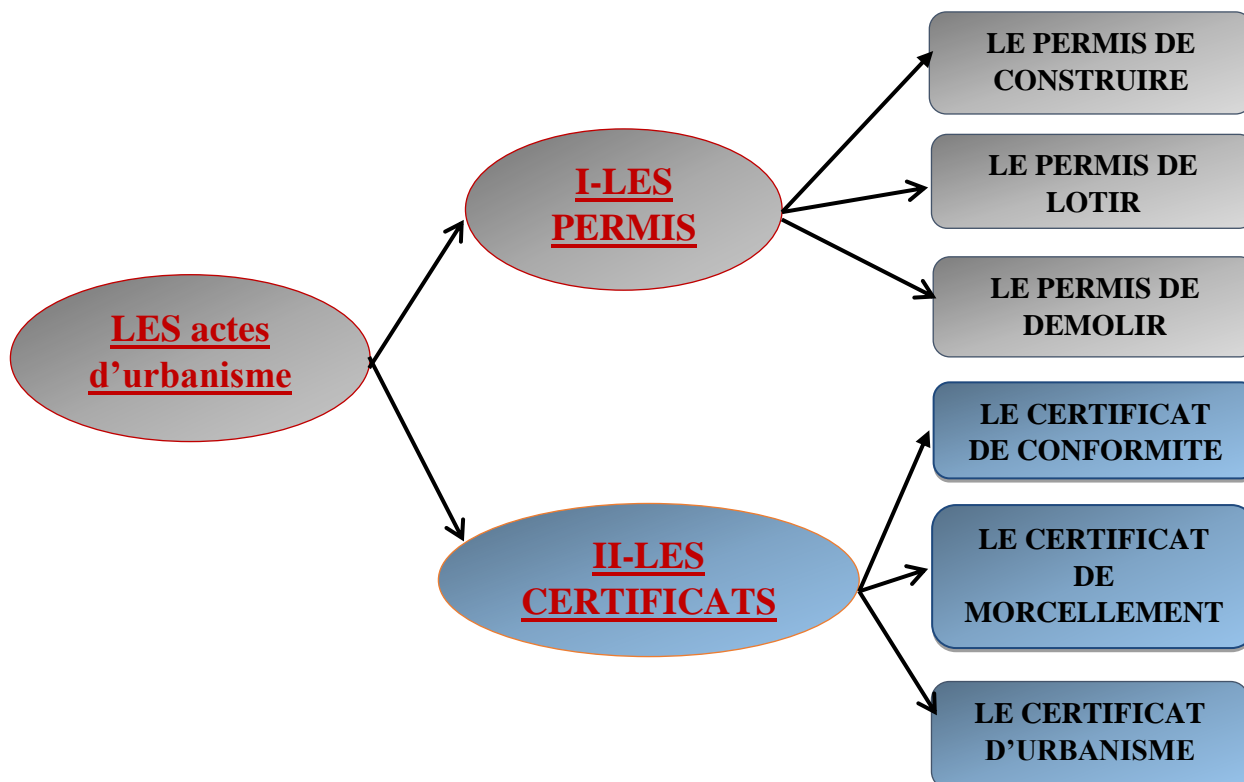 LES actes
d'urbanisme
I-LES
PERMIS
LE PERMIS DE
CONSTRUIRE
LE PERMIS DE
LOTIR
LE PERMIS DE
DEMOLIR
II-LES
CERTIFICATS
LE CERTIFICAT
DE CONFORMITE
LE CERTIFICAT
DE
MORCELLEMENT
LE CERTIFICAT
D'URBANISME